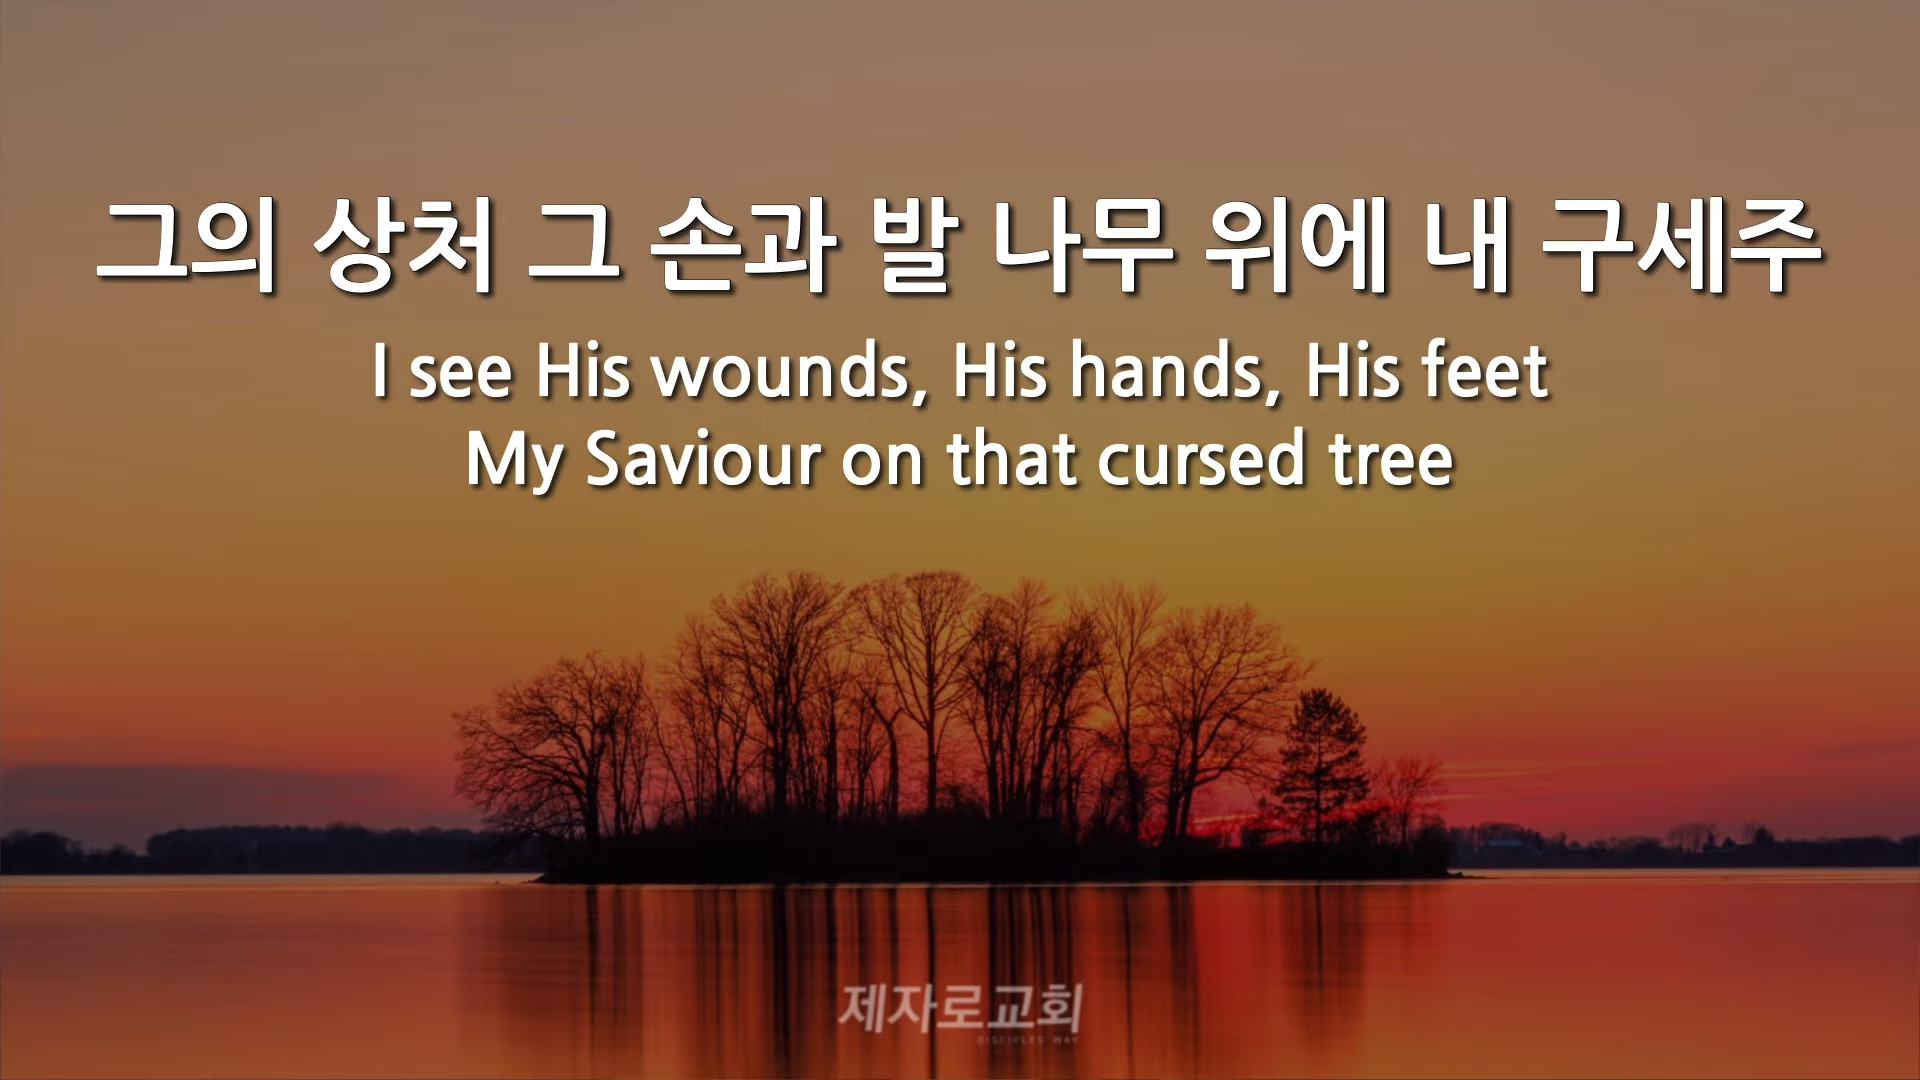 그의 상처 그 손과 발 나무 위에 내 구세주
I see His wounds, His hands, His feet
My Saviour on that cursed tree
제자로교회
DISCIPLES' WAY